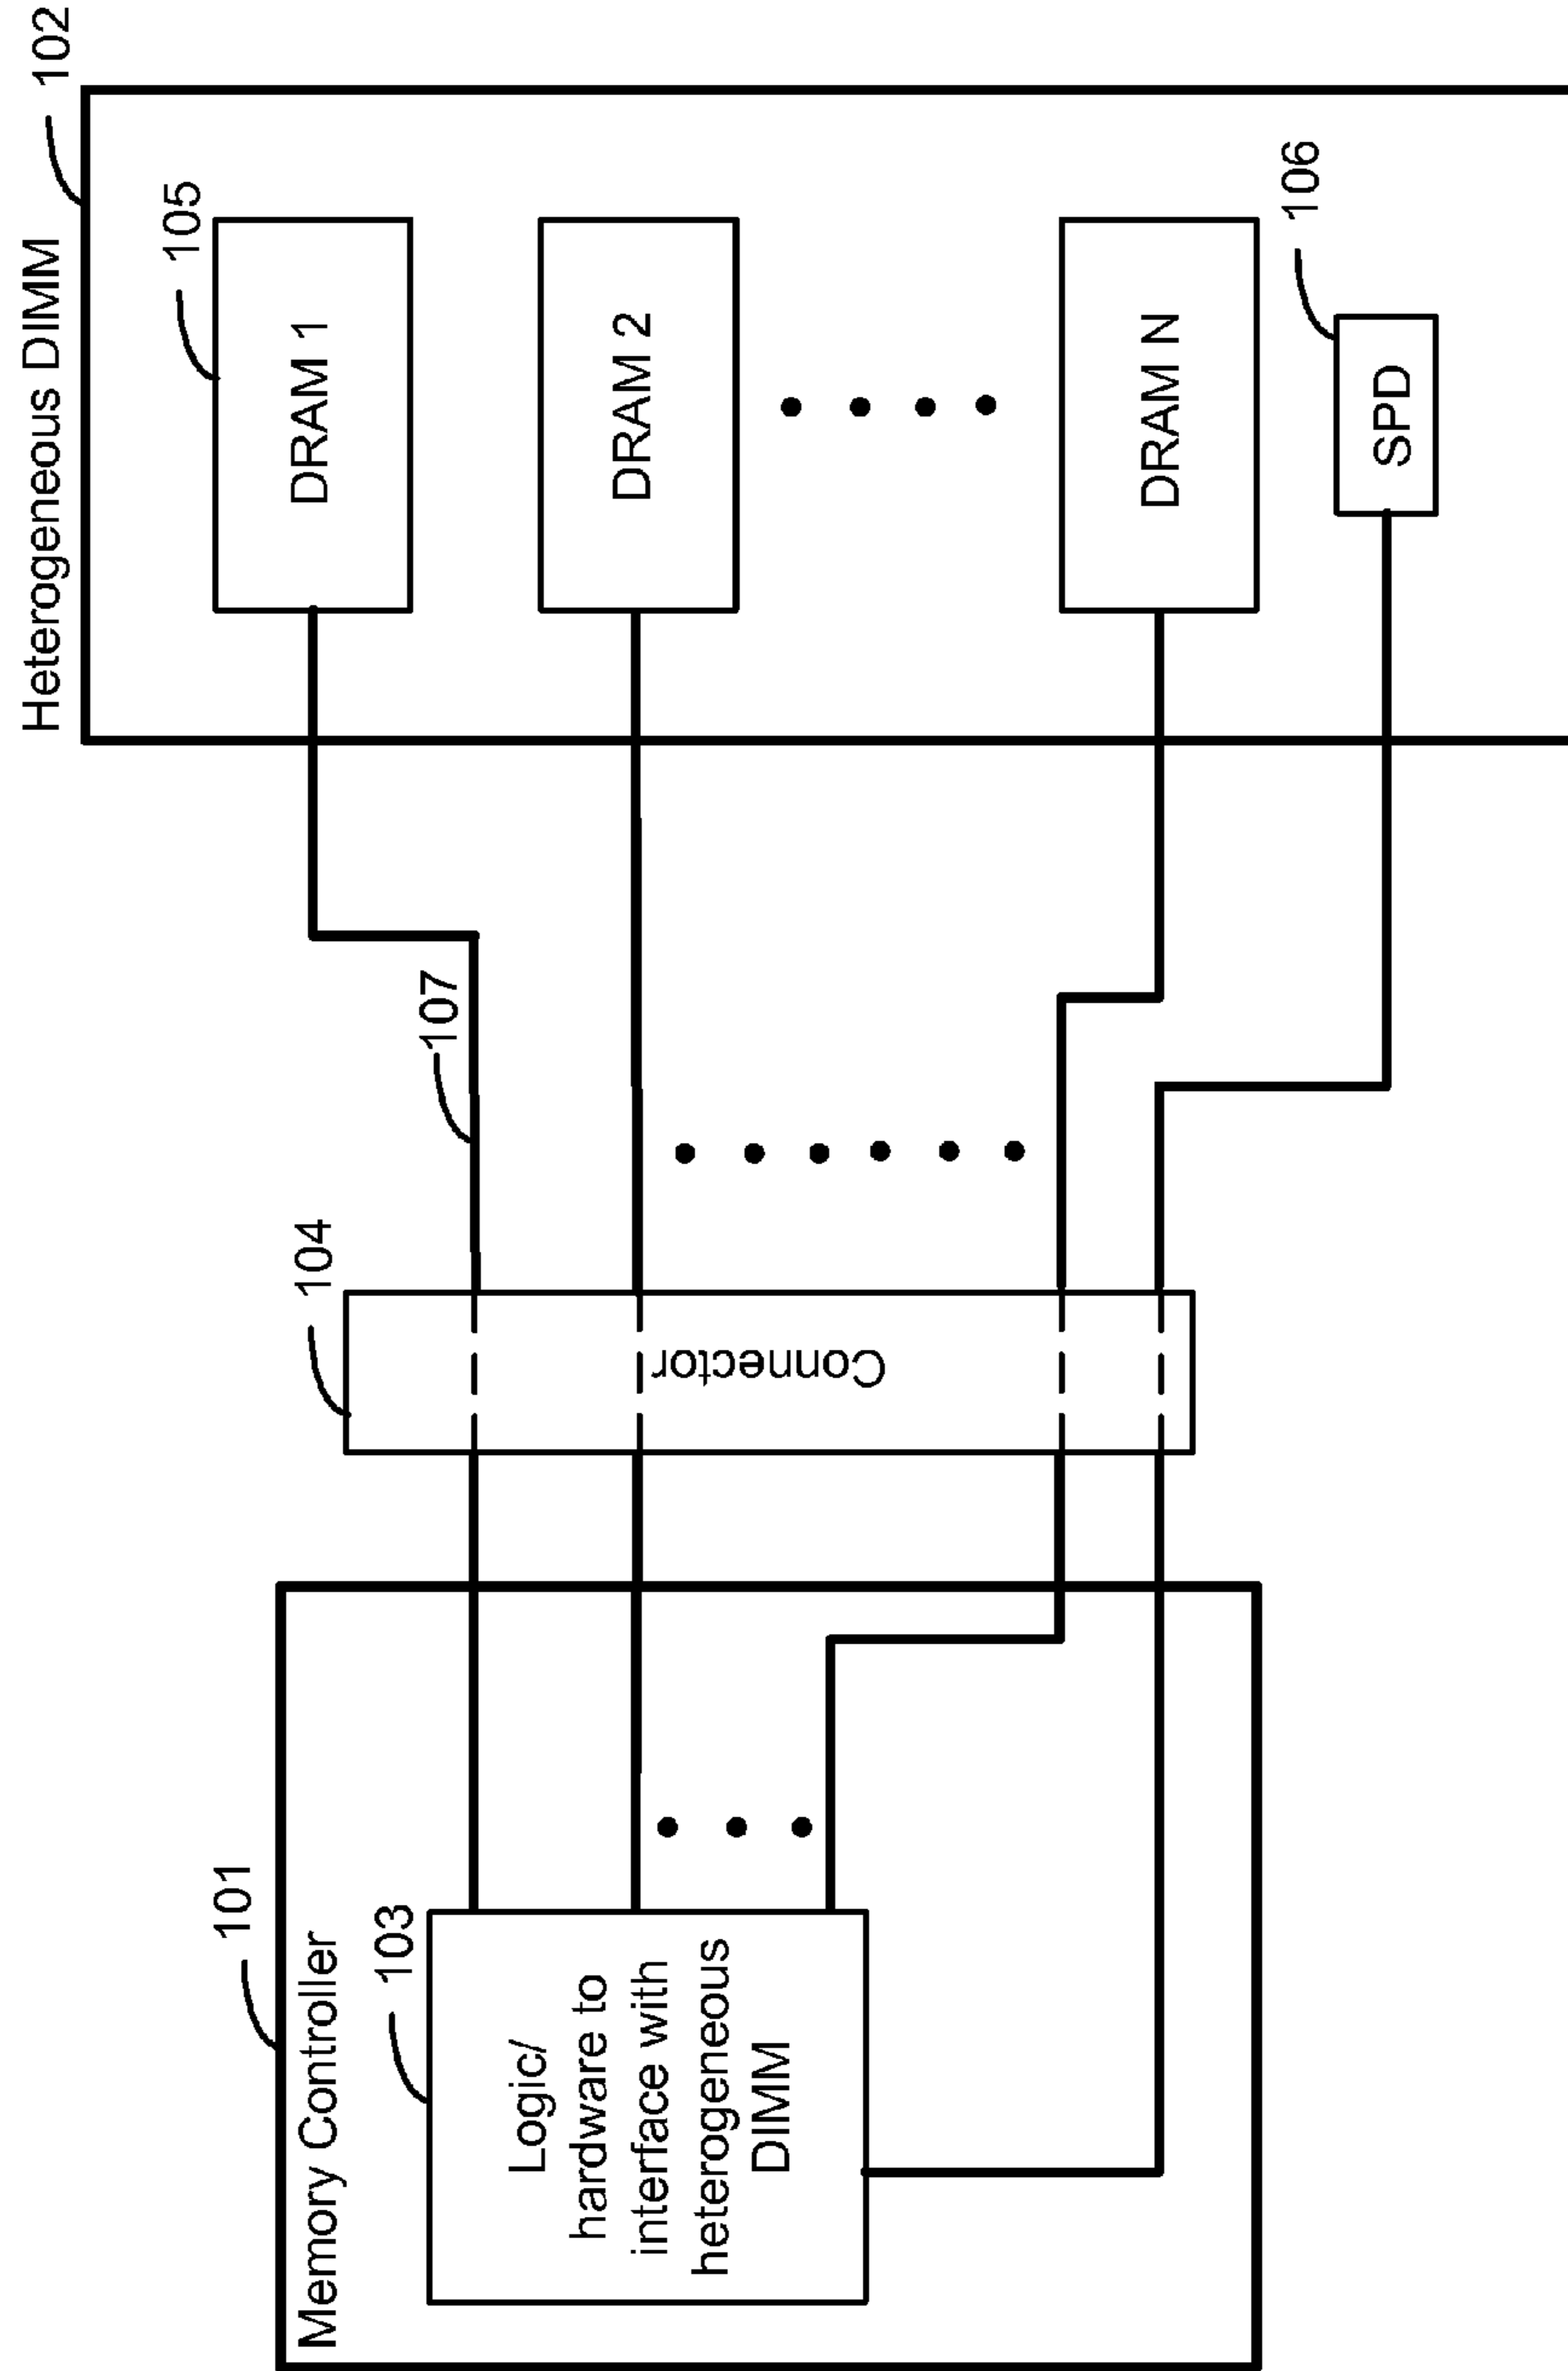 Heterogeneous DIMM
102
105
DRAM 1
DRAM 2
DRAM N
106
SPD
107
104
Connector
101
Memory Controller
103
Logic/
hardware to
interface with
heterogeneous
DIMM